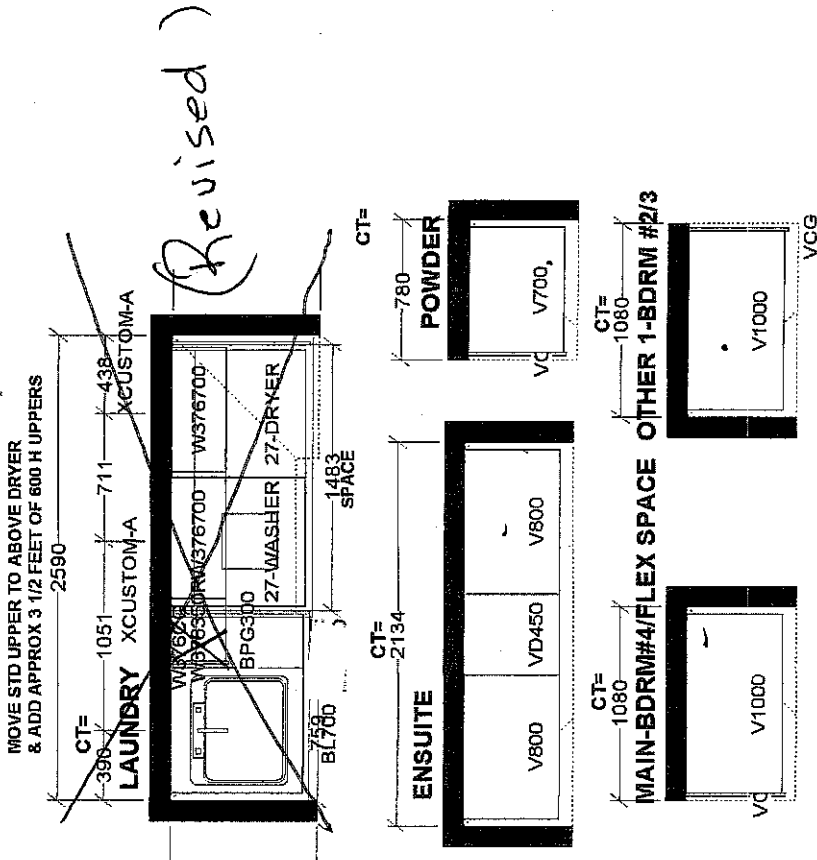 MOVE STD UPPER TO ABOVE DRYER
& ADD APPROX 3 1/2 FEET OF 600 H UPPERS
2590
CT=
390
1051
711
438
LAUNDRY
XCUSTOM-A
XCUSTOM-A
(Revised)
W376700
W376700
BPG300
27-WASHER
27-DRYER
1483
SPACE
759
BL700
CT=
2134
ENSUITE
V800
VD450
V800
CT=
780
POWDER
V700
CT=
1080
MAIN-BDRM#4/FLEX SPACE
V1000
CT=
1080
OTHER 1-BDRM #2/3
V1000
VCG